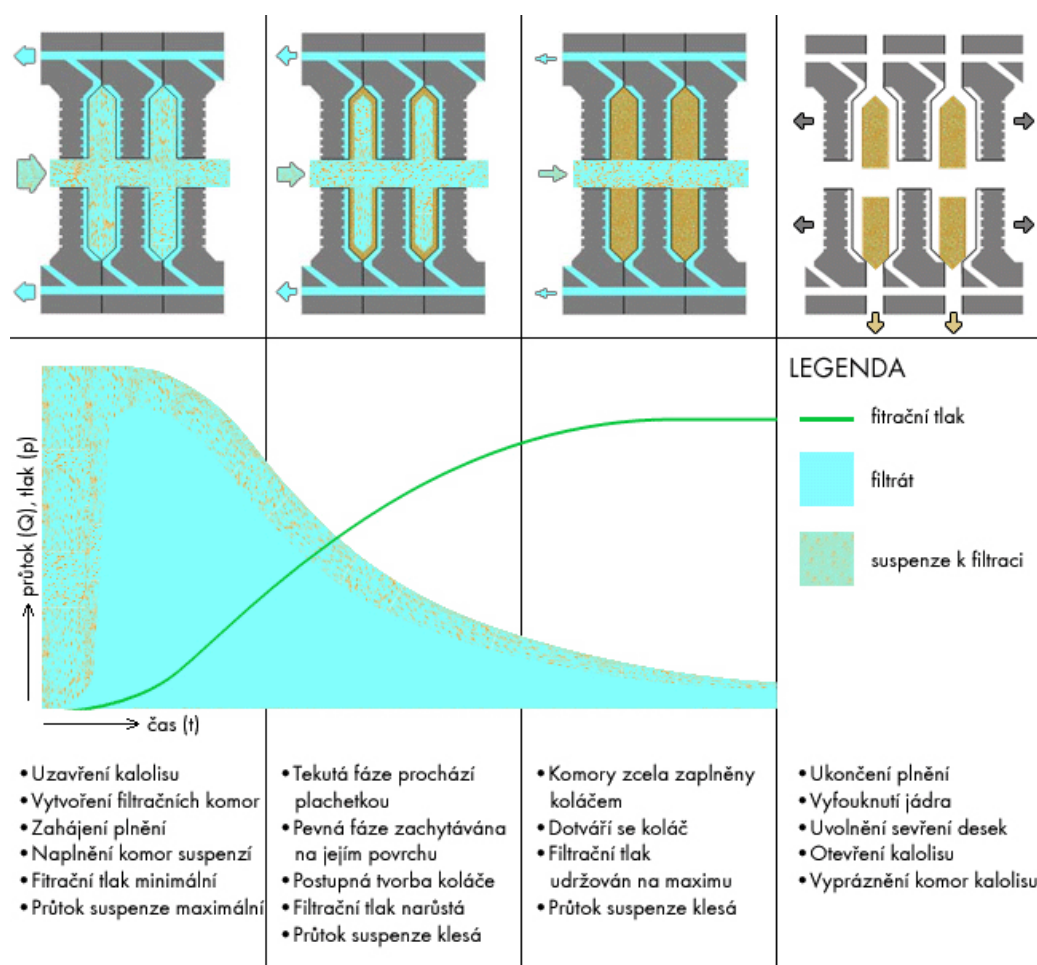 LEGENDA
fitrační tlak
filtrát
suspenze k filtraci
průtok (Q), tlak (p)
čas (t)
•Uzavření kalolisu
•Vytvoření filtračních komor
•Zahájení plnění
•Naplnění komor suspenzí
•Fitrační tlak minimální
•Průtok suspenze maximální
•Tekutá fáze prochází
plachetkou
•Pevná fáze zachytávána
na jejím povrchu
•Postupná tvorba koláče
•Filtrační tlak narůstá
•Průtok suspenze klesá
•Komory zcela zaplněny
koláčem
•Dotváří se koláč
•Filtrační tlak
udržován na maximu
•Průtok suspenze klesá
•Ukončení plnění
•Vyfouknutí jádra
•Uvolnění sevření desek
•Otevření kalolisu
•Vypráznění komor kalolisu